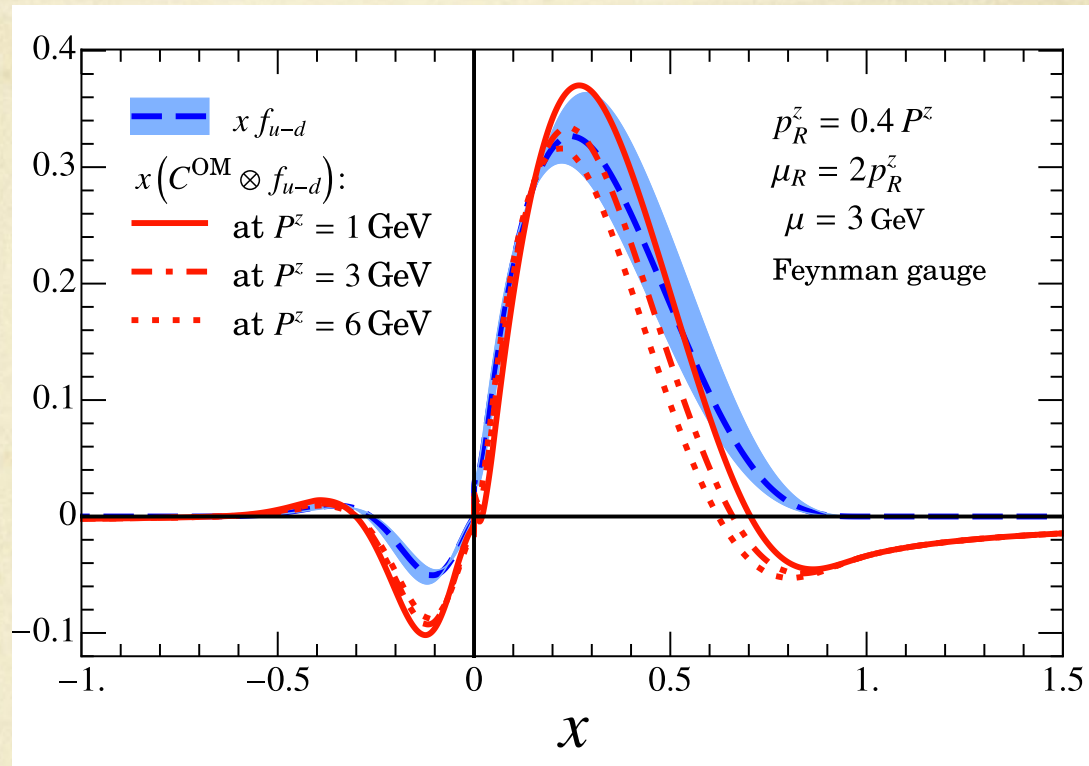 0.4
0.3
0.2
0.1
0
−0.1
−1.
−0.5
0
0.5
1.
1.5
x
x f_{u−d}
x(C^{OM} ⊗ f_{u−d}):
at P^z = 1 GeV
at P^z = 3 GeV
at P^z = 6 GeV
p_R^z = 0.4 P^z
μ_R = 2p_R^z
μ = 3 GeV
Feynman gauge